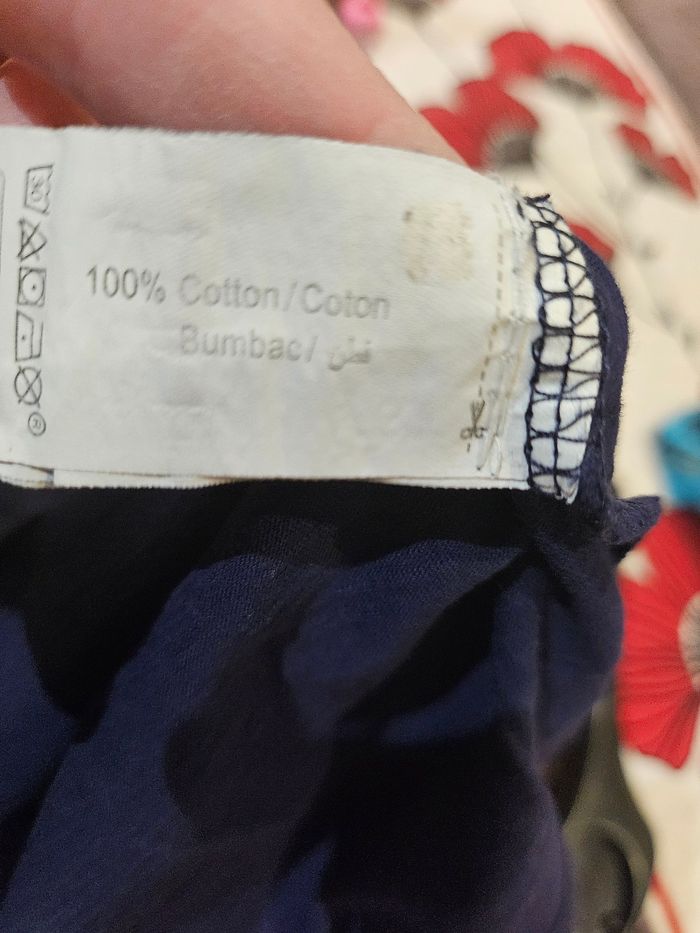 100% Cotton/Coton
Bumbac/ قطن
®